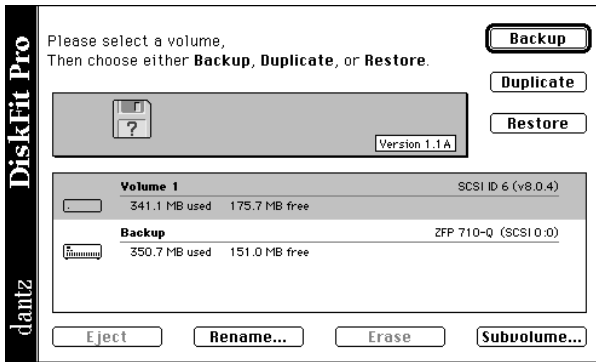 DiskFit Pro
dantz
Please select a volume,
Then choose either Backup, Duplicate, or Restore.
Backup
Duplicate
Restore
?
Version 1.1A
Volume 1 SCSI ID 6 (v8.0.4)
341.1 MB used 175.7 MB free
Backup ZFP 710-Q (SCSI 0:0)
350.7 MB used 151.0 MB free
Eject Rename... Erase Subvolume...